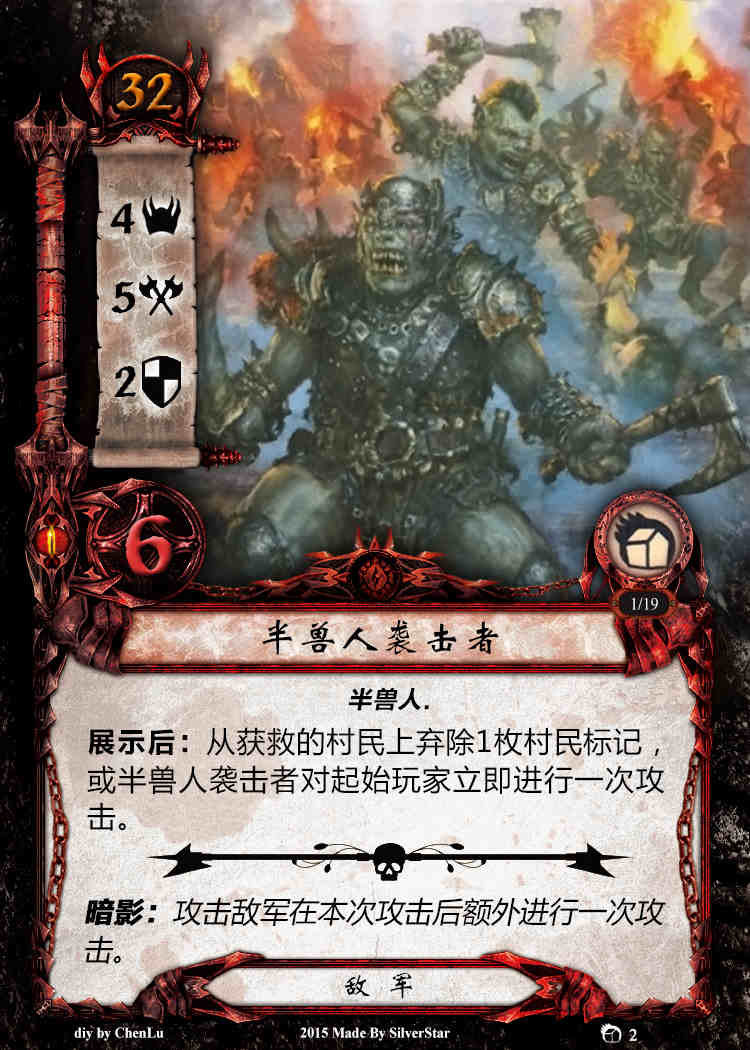 32
4
5
2
6
1/19
半兽人袭击者
半兽人.
展示后：从获救的村民上弃除1枚村民标记，
或半兽人袭击者对起始玩家立即进行一次攻
击。
暗影：攻击敌军在本次攻击后额外进行一次攻
击。
敌军
diy by ChenLu 2015 Made By SilverStar 2